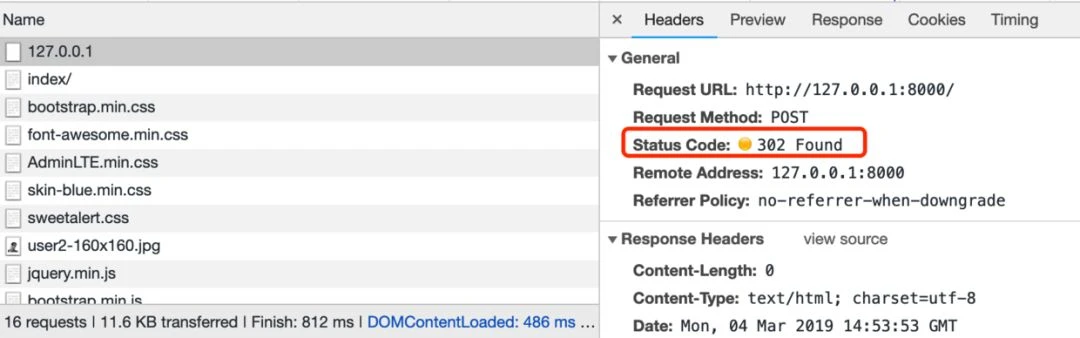 Name
127.0.0.1
index/
bootstrap.min.css
font-awesome.min.css
AdminLTE.min.css
skin-blue.min.css
sweetalert.css
user2-160x160.jpg
jquery.min.js
bootstrap.min.js
16 requests | 11.6 KB transferred | Finish: 812 ms | DOMContentLoaded: 486 ms ...
× Headers Preview Response Cookies Timing
▼ General
Request URL: http://127.0.0.1:8000/
Request Method: POST
Status Code: 302 Found
Remote Address: 127.0.0.1:8000
Referrer Policy: no-referrer-when-downgrade
▼ Response Headers view source
Content-Length: 0
Content-Type: text/html; charset=utf-8
Date: Mon, 04 Mar 2019 14:53:53 GMT